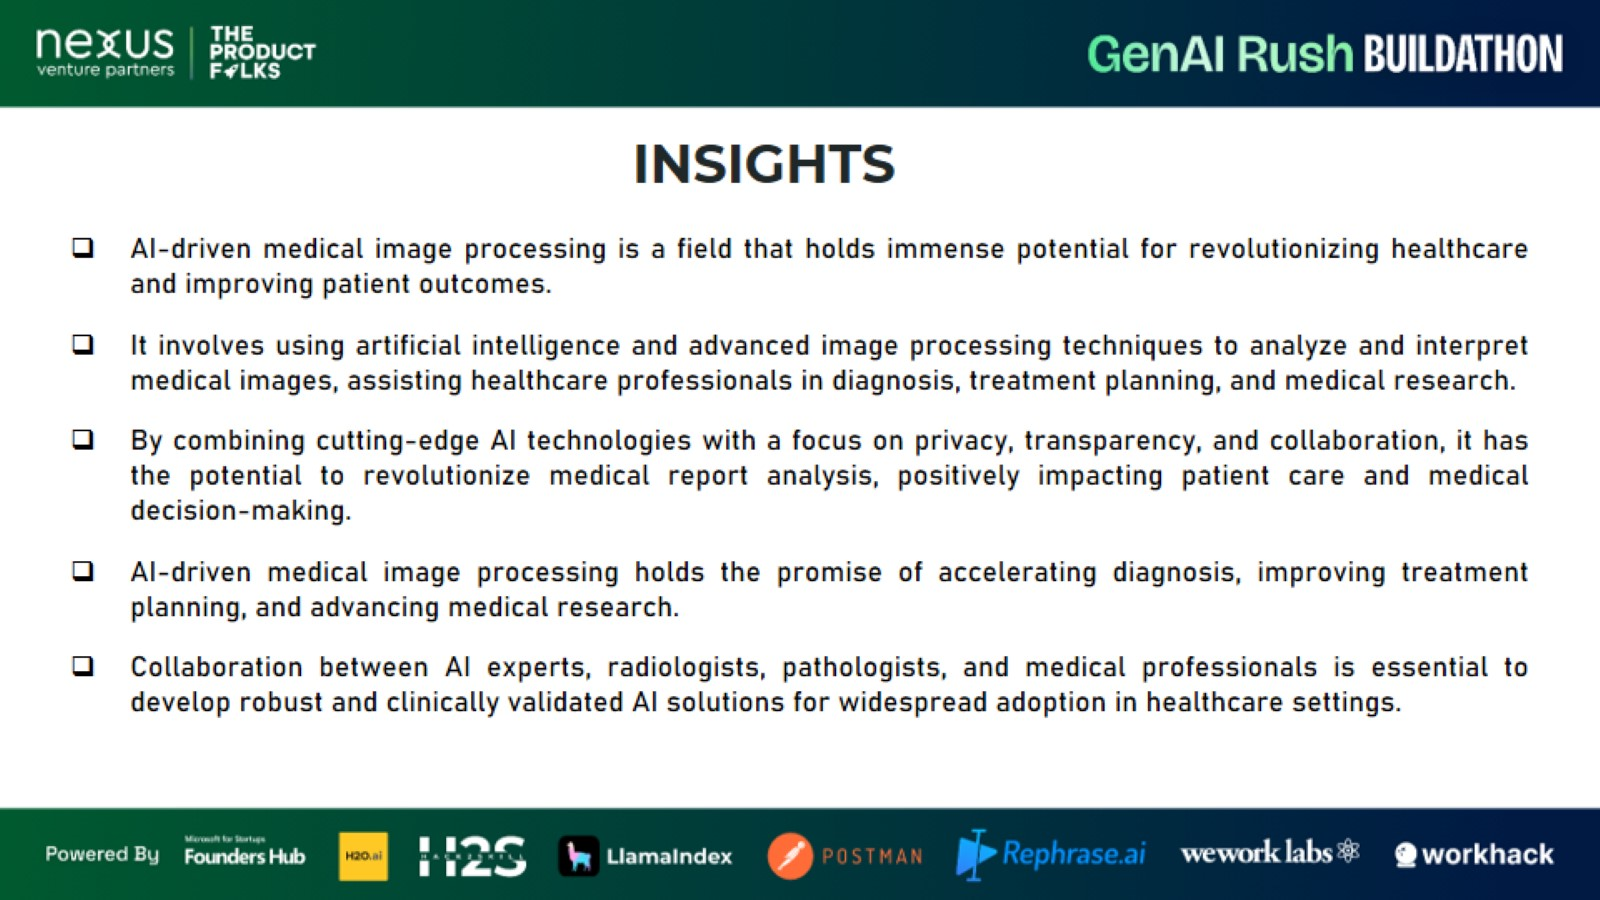 nexus
venture partners
THE
PRODUCT
FOLKS
GenAI Rush BUILDATHON
INSIGHTS
❑ AI-driven medical image processing is a field that holds immense potential for revolutionizing healthcare
and improving patient outcomes.
❑ It involves using artificial intelligence and advanced image processing techniques to analyze and interpret
medical images, assisting healthcare professionals in diagnosis, treatment planning, and medical research.
❑ By combining cutting-edge AI technologies with a focus on privacy, transparency, and collaboration, it has
the potential to revolutionize medical report analysis, positively impacting patient care and medical
decision-making.
❑ AI-driven medical image processing holds the promise of accelerating diagnosis, improving treatment
planning, and advancing medical research.
❑ Collaboration between AI experts, radiologists, pathologists, and medical professionals is essential to
develop robust and clinically validated AI solutions for widespread adoption in healthcare settings.
Powered By
Microsoft for Startups
Founders Hub
H2O.ai
H2S
HACK2SKILL
LlamaIndex
POSTMAN
Rephrase.ai
wework labs
workhack